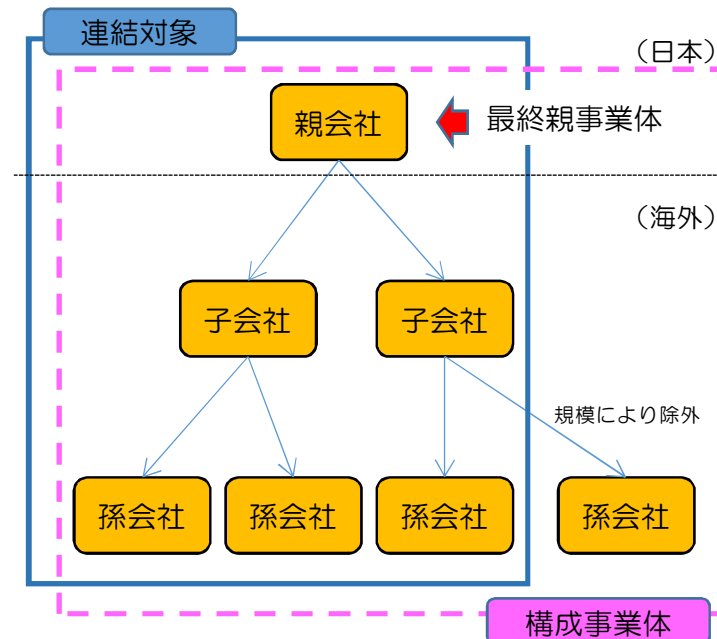 連結対象
（日本）
親会社
最終親事業体
（海外）
子会社
子会社
規模により除外
孫会社
孫会社
孫会社
孫会社
構成事業体